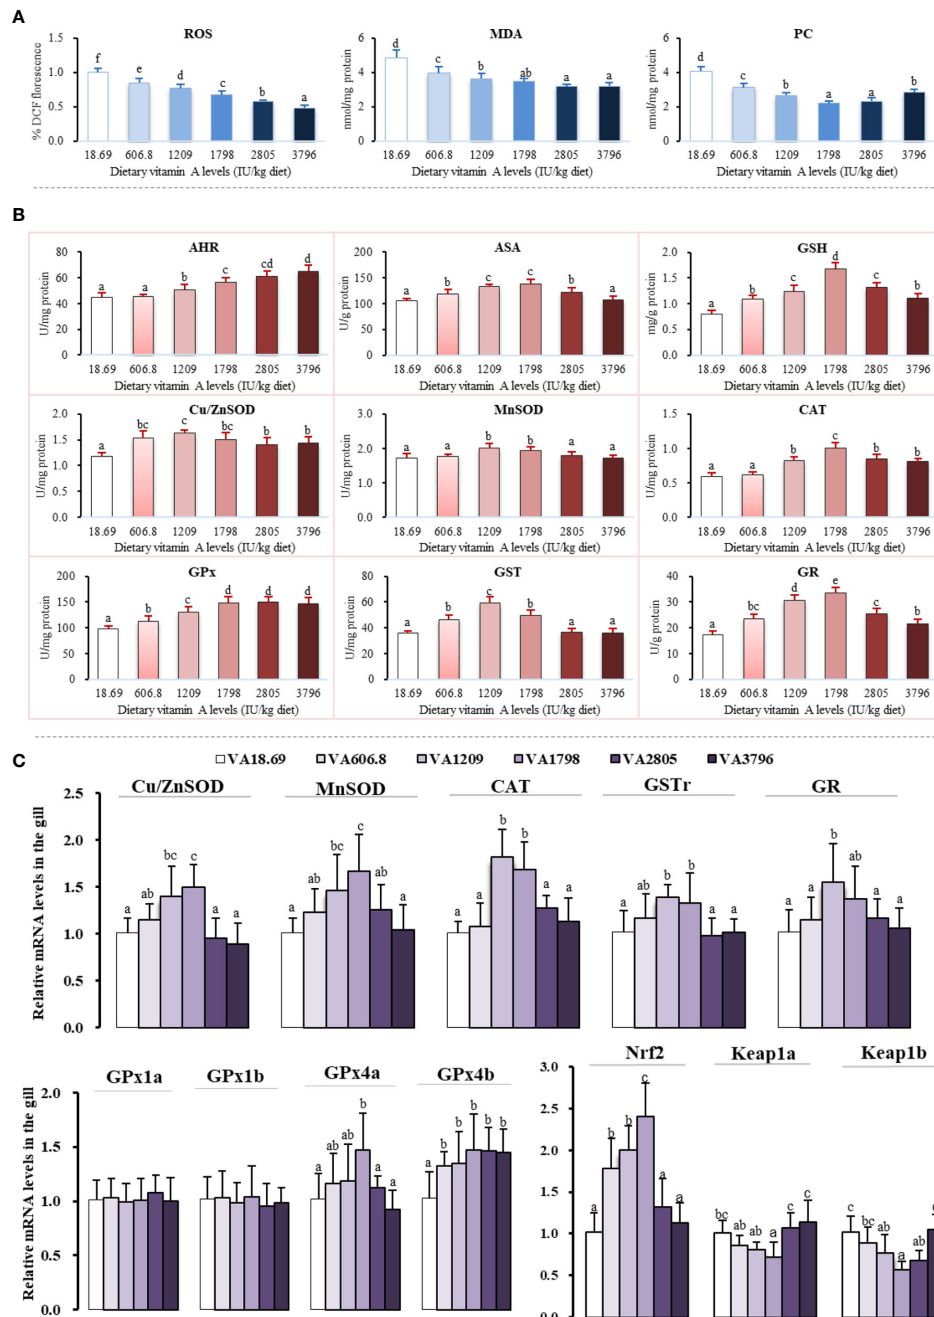 A
ROS MDA PC
% DCF florescence
1.5
1.0
0.5
0.0
f e d c b a
18.69 606.8 1209 1798 2805 3796
Dietary vitamin A levels (IU/kg diet)
nmol/mg protein
6
4
2
0
d c b ab a a
18.69 606.8 1209 1798 2805 3796
Dietary vitamin A levels (IU/kg diet)
nmol/mg protein
6
4
2
0
d c b a a b
18.69 606.8 1209 1798 2805 3796
Dietary vitamin A levels (IU/kg diet)
B
AHR
U/mg protein
80
60
40
20
0
a a b c cd d
18.69 606.8 1209 1798 2805 3796
Dietary vitamin A levels (IU/kg diet)
ASA
U/g protein
200
150
100
50
0
a b c c b a
18.69 606.8 1209 1798 2805 3796
Dietary vitamin A levels (IU/kg diet)
GSH
mg/g protein
2.0
1.5
1.0
0.5
0.0
a b c d c b
18.69 606.8 1209 1798 2805 3796
Dietary vitamin A levels (IU/kg diet)
Cu/ZnSOD
U/mg protein
2.0
1.5
1.0
0.5
0.0
a bc c bc b b
18.69 606.8 1209 1798 2805 3796
Dietary vitamin A levels (IU/kg diet)
MnSOD
U/mg protein
3.0
2.0
1.0
0.0
a a b b a a
18.69 606.8 1209 1798 2805 3796
Dietary vitamin A levels (IU/kg diet)
CAT
U/mg protein
1.5
1.0
0.5
0.0
a a b c b b
18.69 606.8 1209 1798 2805 3796
Dietary vitamin A levels (IU/kg diet)
GPx
U/mg protein
200
150
100
50
0
a b c d d d
18.69 606.8 1209 1798 2805 3796
Dietary vitamin A levels (IU/kg diet)
GST
U/mg protein
80
60
40
20
0
a b c b a a
18.69 606.8 1209 1798 2805 3796
Dietary vitamin A levels (IU/kg diet)
GR
U/g protein
40
30
20
10
0
a bc d e c b
18.69 606.8 1209 1798 2805 3796
Dietary vitamin A levels (IU/kg diet)
C
VA18.69 VA606.8 VA1209 VA1798 VA2805 VA3796
Relative mRNA levels in the gill
2.5
2.0
1.5
1.0
0.5
0.0
Cu/ZnSOD MnSOD CAT GSTr GR
a ab bc c a a
a ab bc c ab a
a a b b a a
a ab b b a a
a a b ab a a
Relative mRNA levels in the gill
2.0
1.5
1.0
0.5
0.0
GPx1a GPx1b GPx4a GPx4b
a ab ab b a a
a b b b b b
3.0
2.5
2.0
1.5
1.0
0.5
0.0
Nrf2 Keap1a Keap1b
a b b c a a
bc ab ab a c c
c bc ab a ab